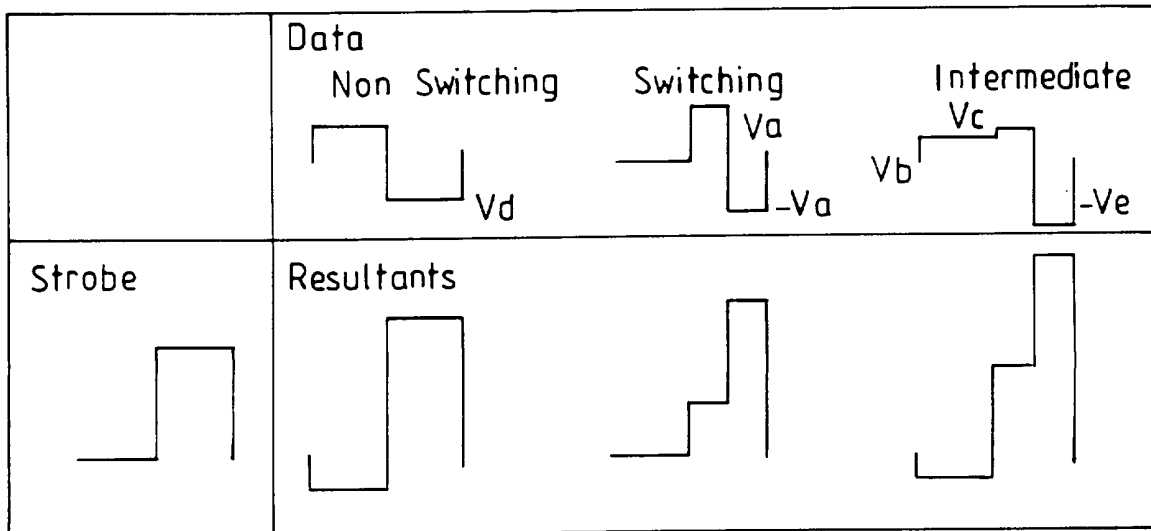 Data
Non Switching Switching Intermediate
Va Vc
Vb
Vd -Va -Ve
Strobe Resultants